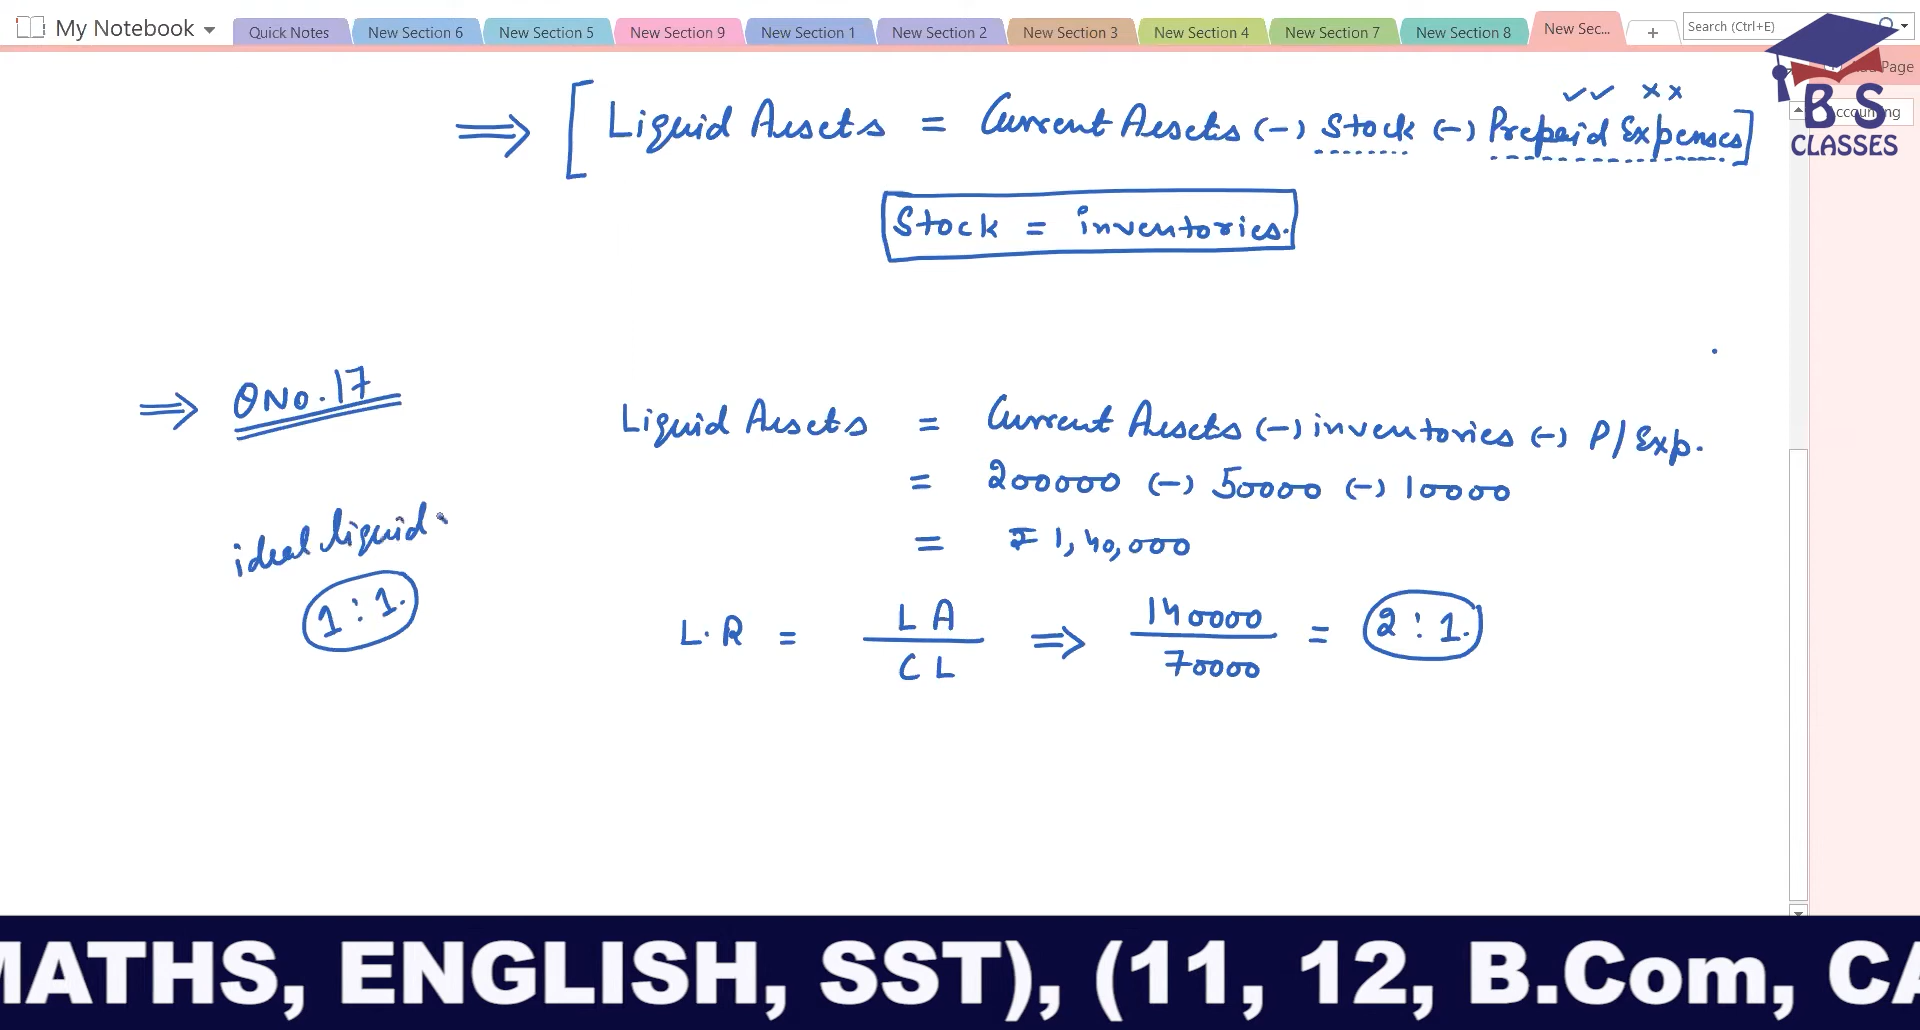 My Notebook Quick Notes New Section 6 New Section 5 New Section 9 New Section 1 New Section 2 New Section 3 New Section 4 New Section 7 New Section 8 New Sec... + Search (Ctrl+E)
Page
BS
CLASSES
ccounting
⇒ [ Liquid Assets = Current Assets (-) Stock (-) Prepaid Expenses ]
✓✓ ××
Stock = inventories.
⇒ QNo.17
Liquid Assets = Current Assets (-) inventories (-) P/Exp.
= 200000 (-) 50000 (-) 10000
= ₹ 1,40,000
ideal liquid
1 : 1.
L.R = LA / CL ⇒ 140000 / 70000 = 2 : 1.
MATHS, ENGLISH, SST), (11, 12, B.Com, CA